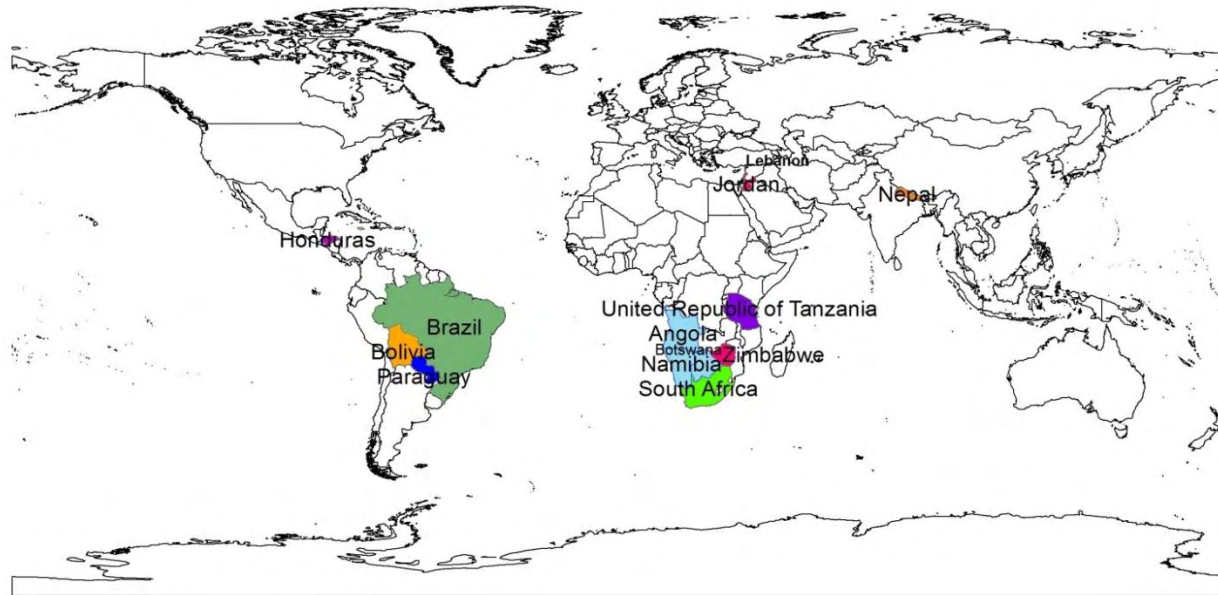 Lebanon
Jordan
Nepal
Honduras
United Republic of Tanzania
Brazil
Angola
Botswana
Bolivia
Zimbabwe
Namibia
Paraguay
South Africa